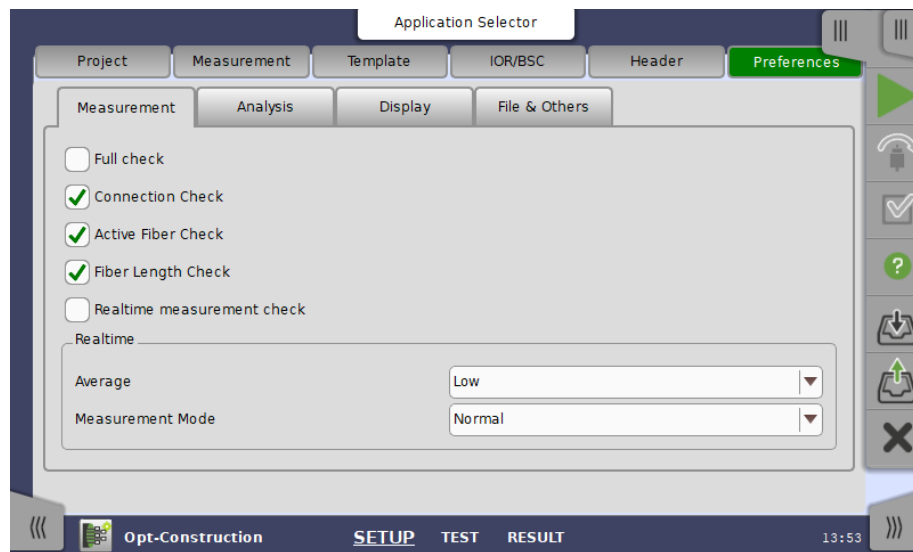 Application Selector
Project Measurement Template IOR/BSC Header Preferences
Measurement Analysis Display File & Others
Full check
Connection Check
Active Fiber Check
Fiber Length Check
Realtime measurement check
Realtime
Average Low
Measurement Mode Normal
Opt-Construction SETUP TEST RESULT 13:53